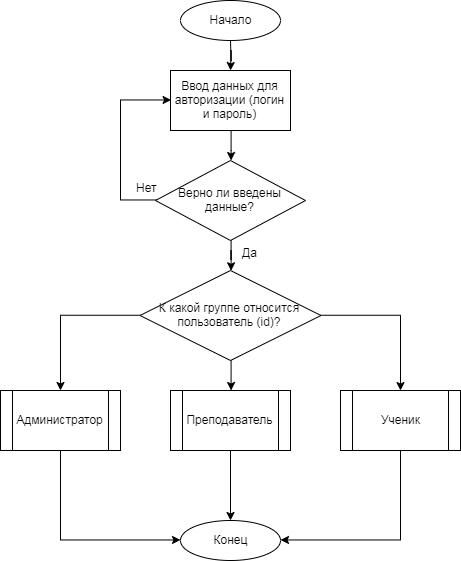 Начало
Ввод данных для
авторизации (логин
и пароль)
Нет
Верно ли введены
данные?
Да
К какой группе относится
пользователь (id)?
Администратор
Преподаватель
Ученик
Конец